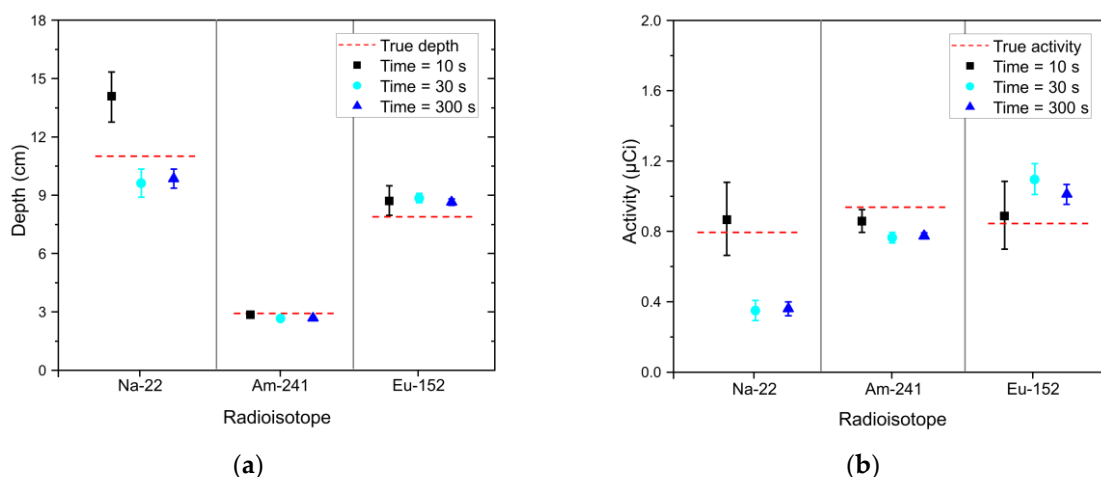 18
15
12
9
6
3
0
Depth (cm)
True depth
Time = 10 s
Time = 30 s
Time = 300 s
Na-22 Am-241 Eu-152
Radioisotope
(a)
2.0
1.6
1.2
0.8
0.4
0.0
Activity (µCi)
True activity
Time = 10 s
Time = 30 s
Time = 300 s
Na-22 Am-241 Eu-152
Radioisotope
(b)